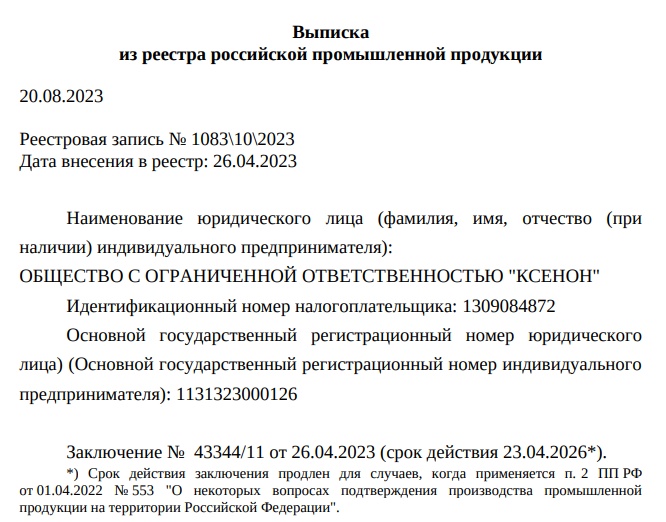 Выписка
из реестра российской промышленной продукции
20.08.2023
Реестровая запись № 1083\10\2023
Дата внесения в реестр: 26.04.2023
Наименование юридического лица (фамилия, имя, отчество (при
наличии) индивидуального предпринимателя):
ОБЩЕСТВО С ОГРАНИЧЕННОЙ ОТВЕТСТВЕННОСТЬЮ "КСЕНОН"
Идентификационный номер налогоплательщика: 1309084872
Основной государственный регистрационный номер юридического
лица) (Основной государственный регистрационный номер индивидуального
предпринимателя): 1131323000126
Заключение № 43344/11 от 26.04.2023 (срок действия 23.04.2026*).
*) Срок действия заключения продлен для случаев, когда применяется п. 2 ПП РФ
от 01.04.2022 № 553 "О некоторых вопросах подтверждения производства промышленной
продукции на территории Российской Федерации".